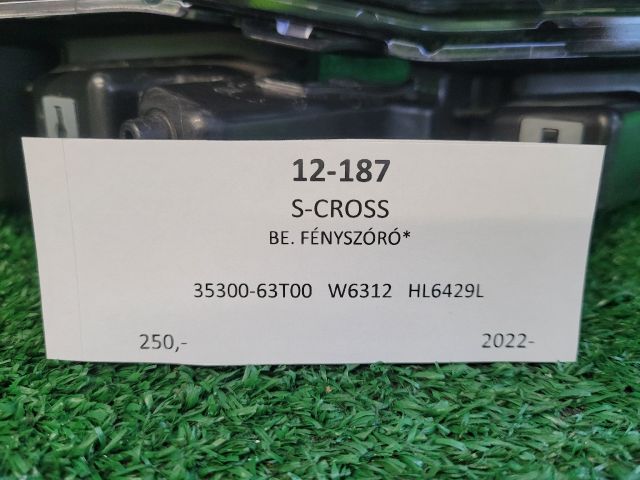 12-187
S-CROSS
BE. FÉNYSZÓRÓ*
35300-63T00 W6312 HL6429L
250,- 2022-